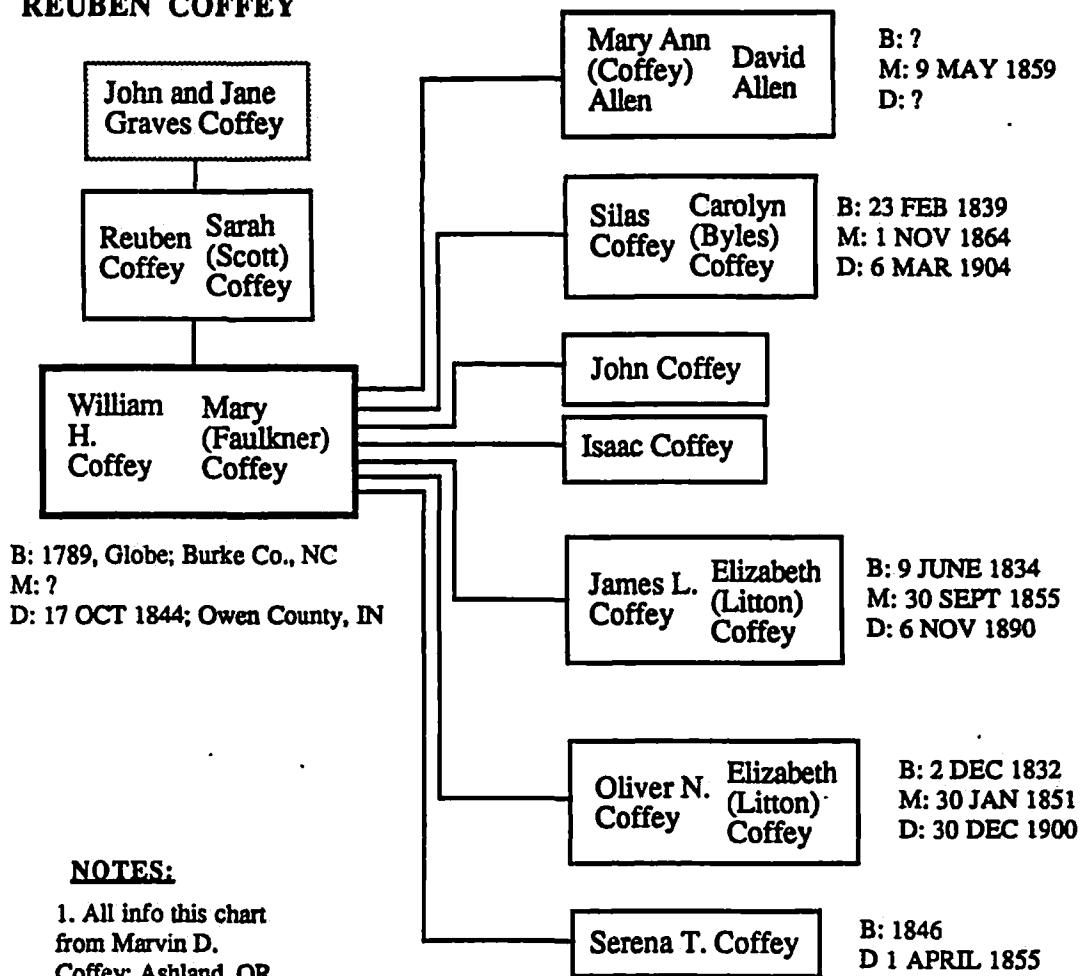 REUBEN COFFEY
John and Jane
Graves Coffey
Reuben
Coffey
Sarah
(Scott)
Coffey
William
H.
Coffey
Mary
(Faulkner)
Coffey
B: 1789, Globe; Burke Co., NC
M: ?
D: 17 OCT 1844; Owen County, IN
Mary Ann
(Coffey)
Allen
David
Allen
B: ?
M: 9 MAY 1859
D: ?
Silas
Coffey
Carolyn
(Byles)
Coffey
B: 23 FEB 1839
M: 1 NOV 1864
D: 6 MAR 1904
John Coffey
Isaac Coffey
James L.
Coffey
Elizabeth
(Litton)
Coffey
B: 9 JUNE 1834
M: 30 SEPT 1855
D: 6 NOV 1890
Oliver N.
Coffey
Elizabeth
(Litton)
Coffey
B: 2 DEC 1832
M: 30 JAN 1851
D: 30 DEC 1900
Serena T. Coffey
B: 1846
D 1 APRIL 1855
NOTES:
1. All info this chart
from Marvin D.
Coffey; Ashland, OR